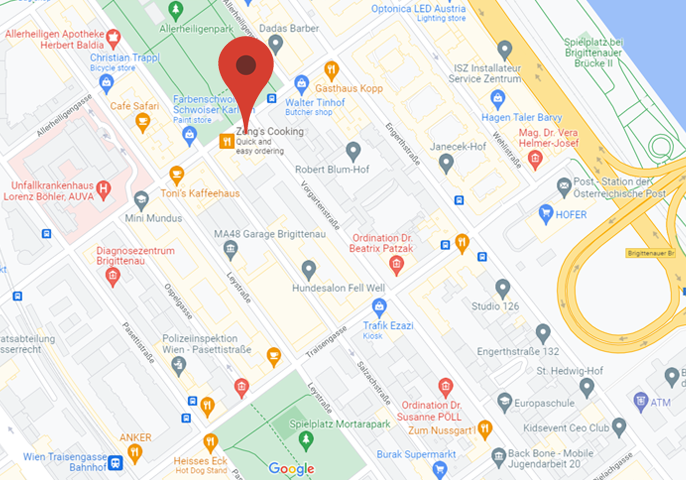 Optonica LED Austria
Lighting store
Allerheiligen Apotheke
Herbert Baldia
Allerheiligenpark
Dadas Barber
Spielplatz bei
Brigittenauer
Brücke II
Christian Trappl
Bicycle store
ISZ Installateur
Service Zentrum
Gasthaus Kopp
Farbenschwo
Schwoiser Kar
Paint store
Walter Tinhof
Butcher shop
Cafe Safari
Hagen Taler Barvy
Allerheiligengasse
Zeng's Cooking
Quick and
easy ordering
Engerthstraße
Wehlistraße
Mag. Dr. Vera
Helmer-Josef
Janecek-Hof
Robert Blum-Hof
Unfallkrankenhaus
Lorenz Böhler, AUVA
Toni's Kaffeehaus
Post - Station der
Österreichische Post
Vorgartenstraße
Mini Mundus
HOFER
MA48 Garage Brigittenau
Ordination Dr.
Beatrix Patzak
Diagnosezentrum
Brigittenau
Brigittenauer Br
Leystraße
Hundesalon Fell Well
Ospelgasse
Studio 126
Trafik Ezazi
Kiosk
Pasettistraße
Traisengasse
Polizeiinspektion
Wien - Pasettistraße
Engerthstraße 132
Salzachstraße
St. Hedwig-Hof
Leystraße
Ordination Dr.
Susanne PÖLL
Europaschule
ATM
Zum Nussgartl
Kidsevent Ceo Club
Spielplatz Mortarapark
ANKER
Wien Traisengasse
Bahnhof
Heisses Eck
Hot Dog Stand
Google
Burak Supermarkt
Back Bone - Mobile
Jugendarbeit 20
Pasettistraße